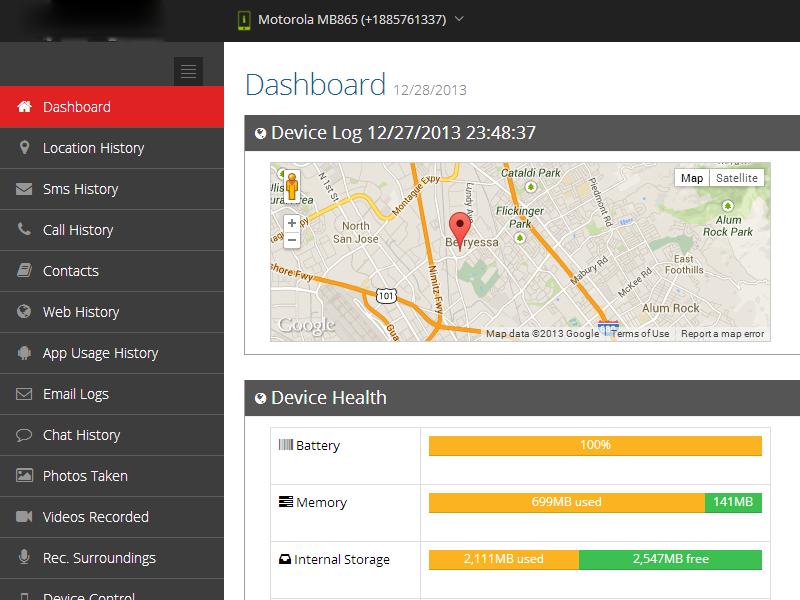 Motorola MB865 (+1885761337)
Dashboard
Location History
Sms History
Call History
Contacts
Web History
App Usage History
Email Logs
Chat History
Photos Taken
Videos Recorded
Rec. Surroundings
Device Control
Dashboard 12/28/2013
Device Log 12/27/2013 23:48:37
Map Satellite
Cataldi Park
N 1st St
Montague Expy
Lundy Ave
Piedmont Rd
Flickinger
Park
North
San Jose
Berryessa
Alum
Rock Park
East
Foothills
Mabury Rd
McKee Rd
Nimitz Fwy
101
Alum Rock
Google
Map data ©2013 Google
Terms of Use
Report a map error
Device Health
Battery 100%
Memory 699MB used 141MB
Internal Storage 2,111MB used 2,547MB free